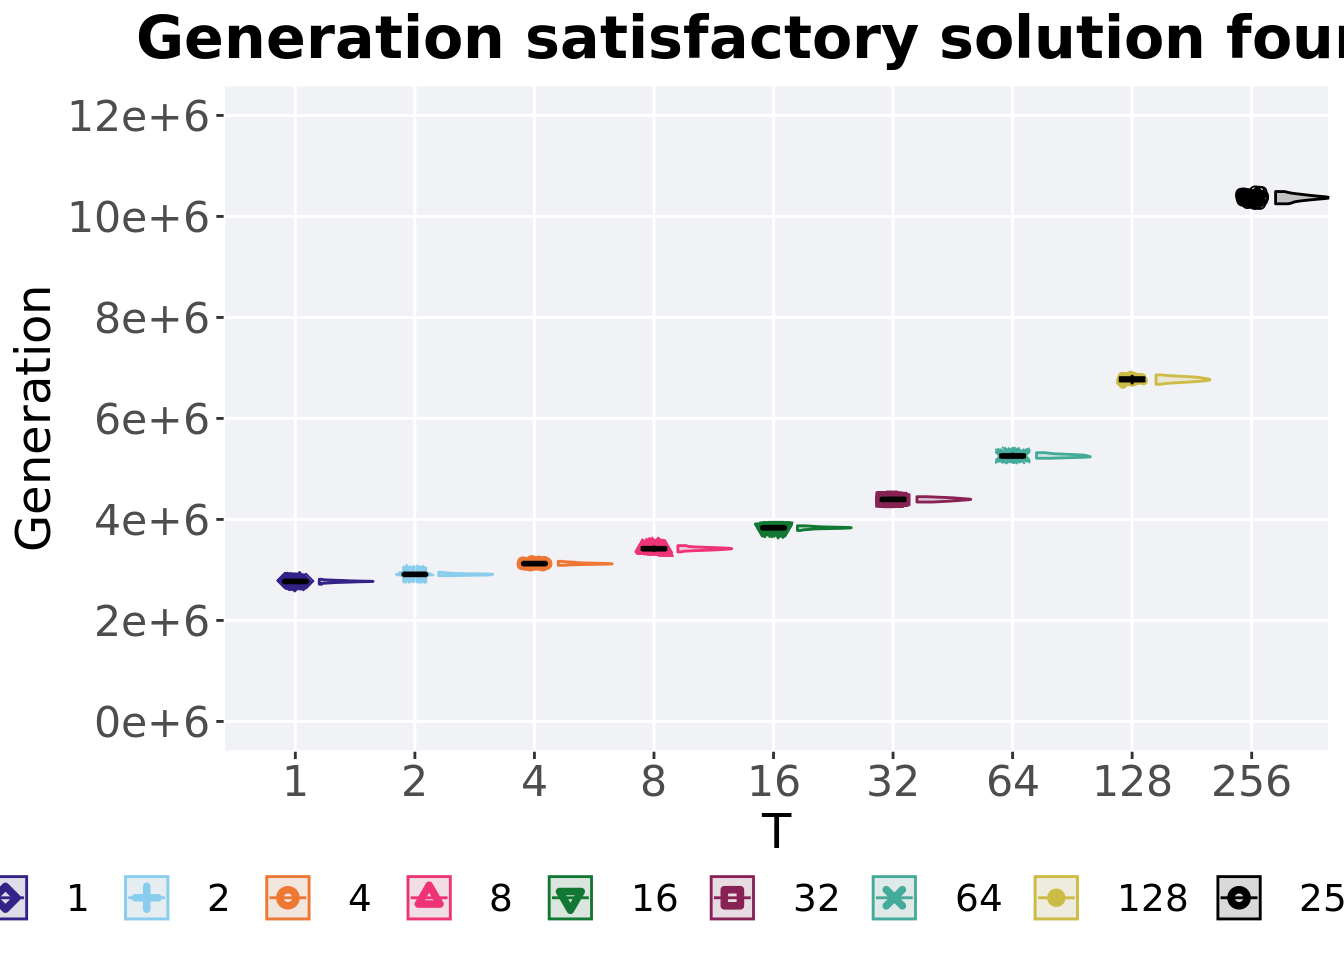 Generation satisfactory solution foun
12e+6
10e+6
8e+6
6e+6
4e+6
2e+6
0e+6
Generation
1 2 4 8 16 32 64 128 256
T
1 2 4 8 16 32 64 128 25